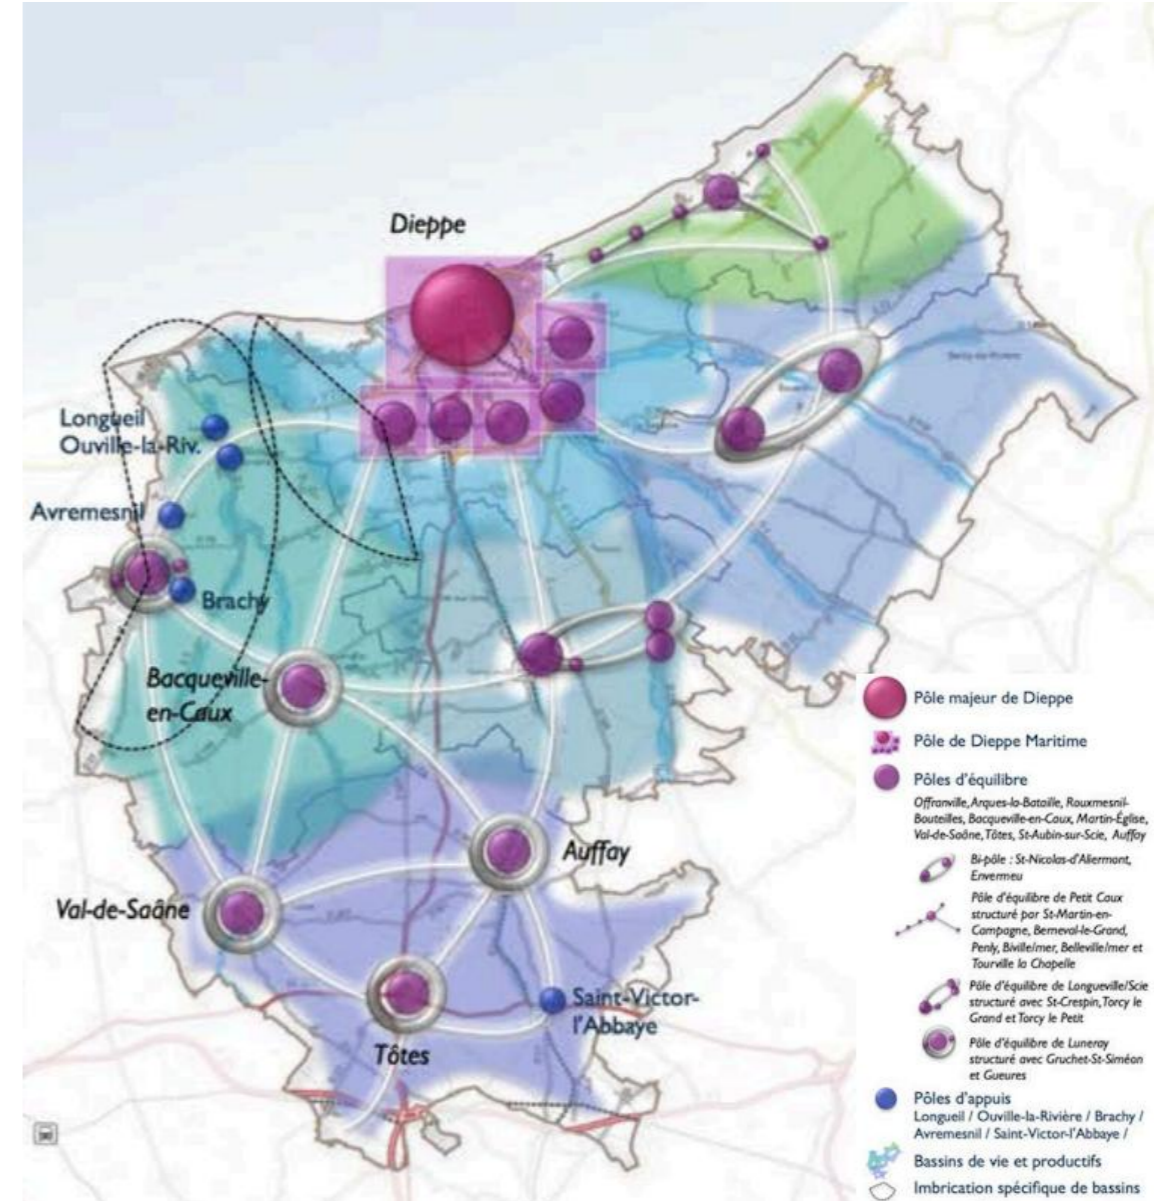 Dieppe
Longueil
Ouville-la-Riv.
Avremesnil
Brachy
Bacqueville-
en-Caux
Auffay
Val-de-Saâne
Saint-Victor-
l'Abbaye
Tôtes
Pôle majeur de Dieppe
Pôle de Dieppe Maritime
Pôles d'équilibre
Offranville, Arques-la-Bataille, Rouxmesnil-
Bouteilles, Bacqueville-en-Caux, Martin-Église,
Val-de-Saône, Tôtes, St-Aubin-sur-Scie, Auffay
Bi-pôle : St-Nicolas-d'Aliermont,
Envermeu
Pôle d'équilibre de Petit Caux
structuré par St-Martin-en-
Campagne, Berneval-le-Grand,
Penly, Biville/mer, Belleville/mer et
Tourville la Chapelle
Pôle d'équilibre de Longueville/Scie
structuré avec St-Crespin, Torcy le
Grand et Torcy le Petit
Pôle d'équilibre de Luneray
structuré avec Gruchet-St-Siméon
et Gueures
Pôles d'appuis
Longueil / Ouville-la-Rivière / Brachy /
Avremesnil / Saint-Victor-l'Abbaye /
Bassins de vie et productifs
Imbrication spécifique de bassins